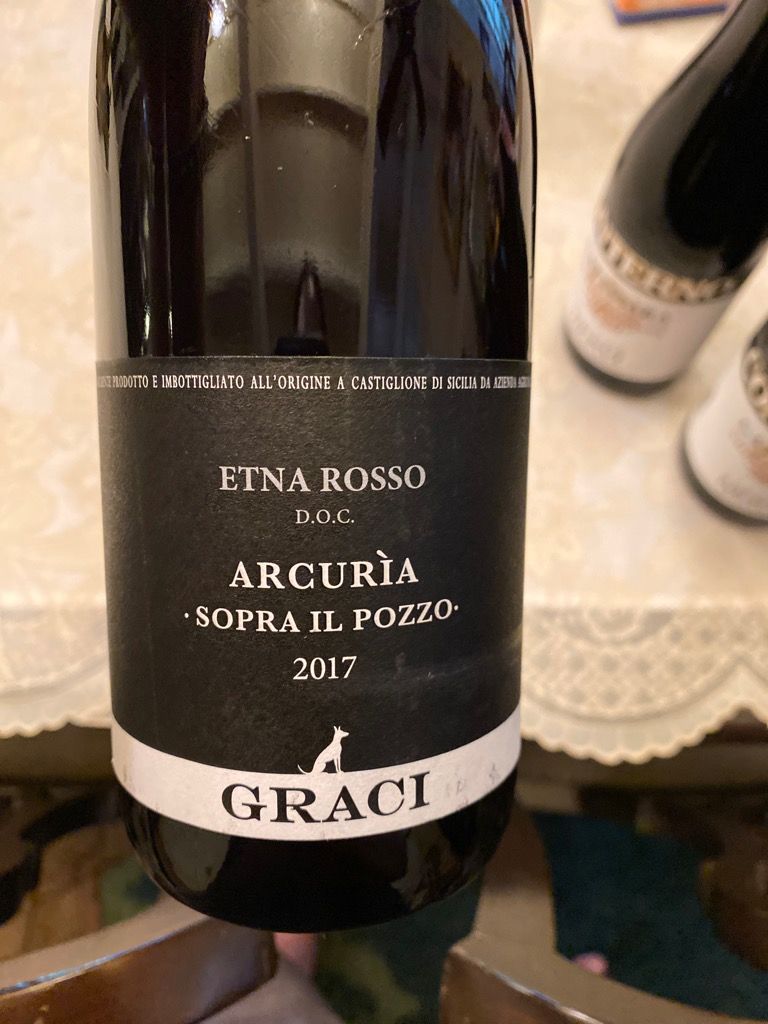 PRODOTTO E IMBOTTIGLIATO ALL'ORIGINE A CASTIGLIONE DI SICILIA DA AZIENDA
ETNA ROSSO
D.O.C.
ARCURÌA
·SOPRA IL POZZO·
2017
GRACI